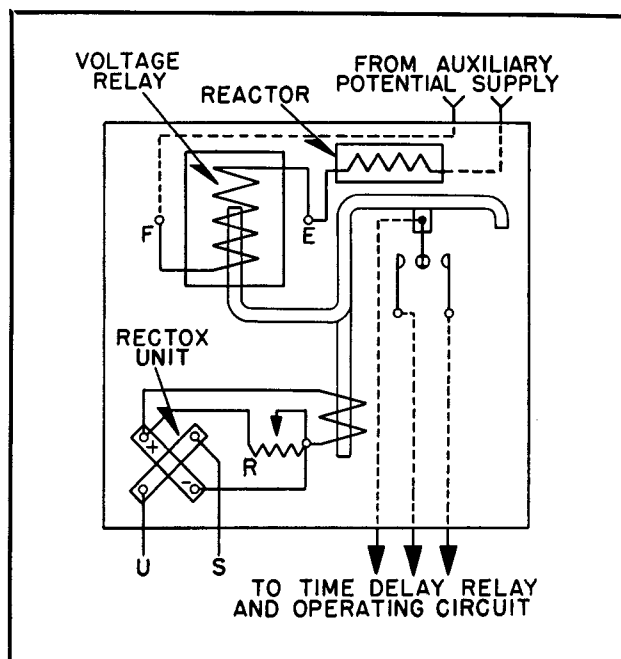 VOLTAGE
RELAY
REACTOR
FROM AUXILIARY
POTENTIAL SUPPLY
F
E
RECTOX
UNIT
+
-
R
U
S
TO TIME DELAY RELAY
AND OPERATING CIRCUIT